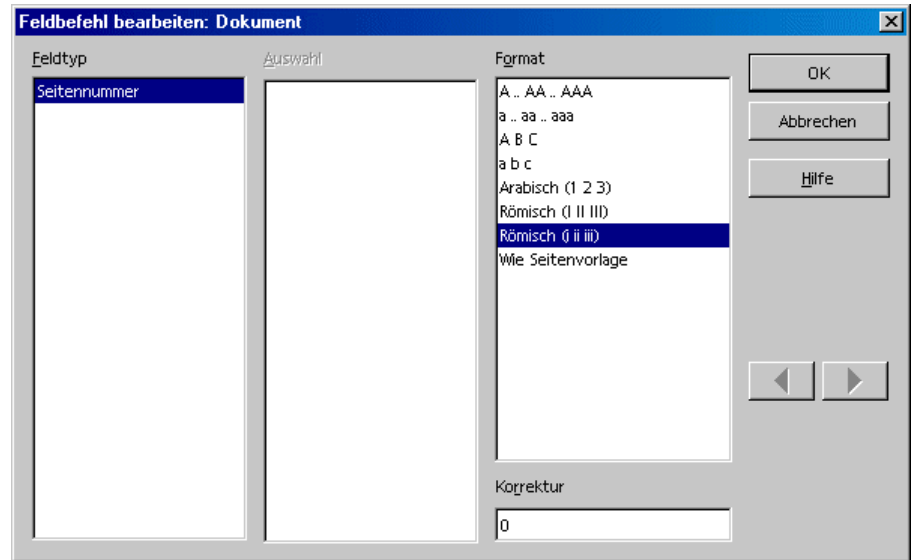 Feldbefehl bearbeiten: Dokument
Feldtyp
Seitennummer
Auswahl
Format
A .. AA .. AAA
a .. aa .. aaa
A B C
a b c
Arabisch (1 2 3)
Römisch (I II III)
Römisch (i ii iii)
Wie Seitenvorlage
Korrektur
0
OK
Abbrechen
Hilfe